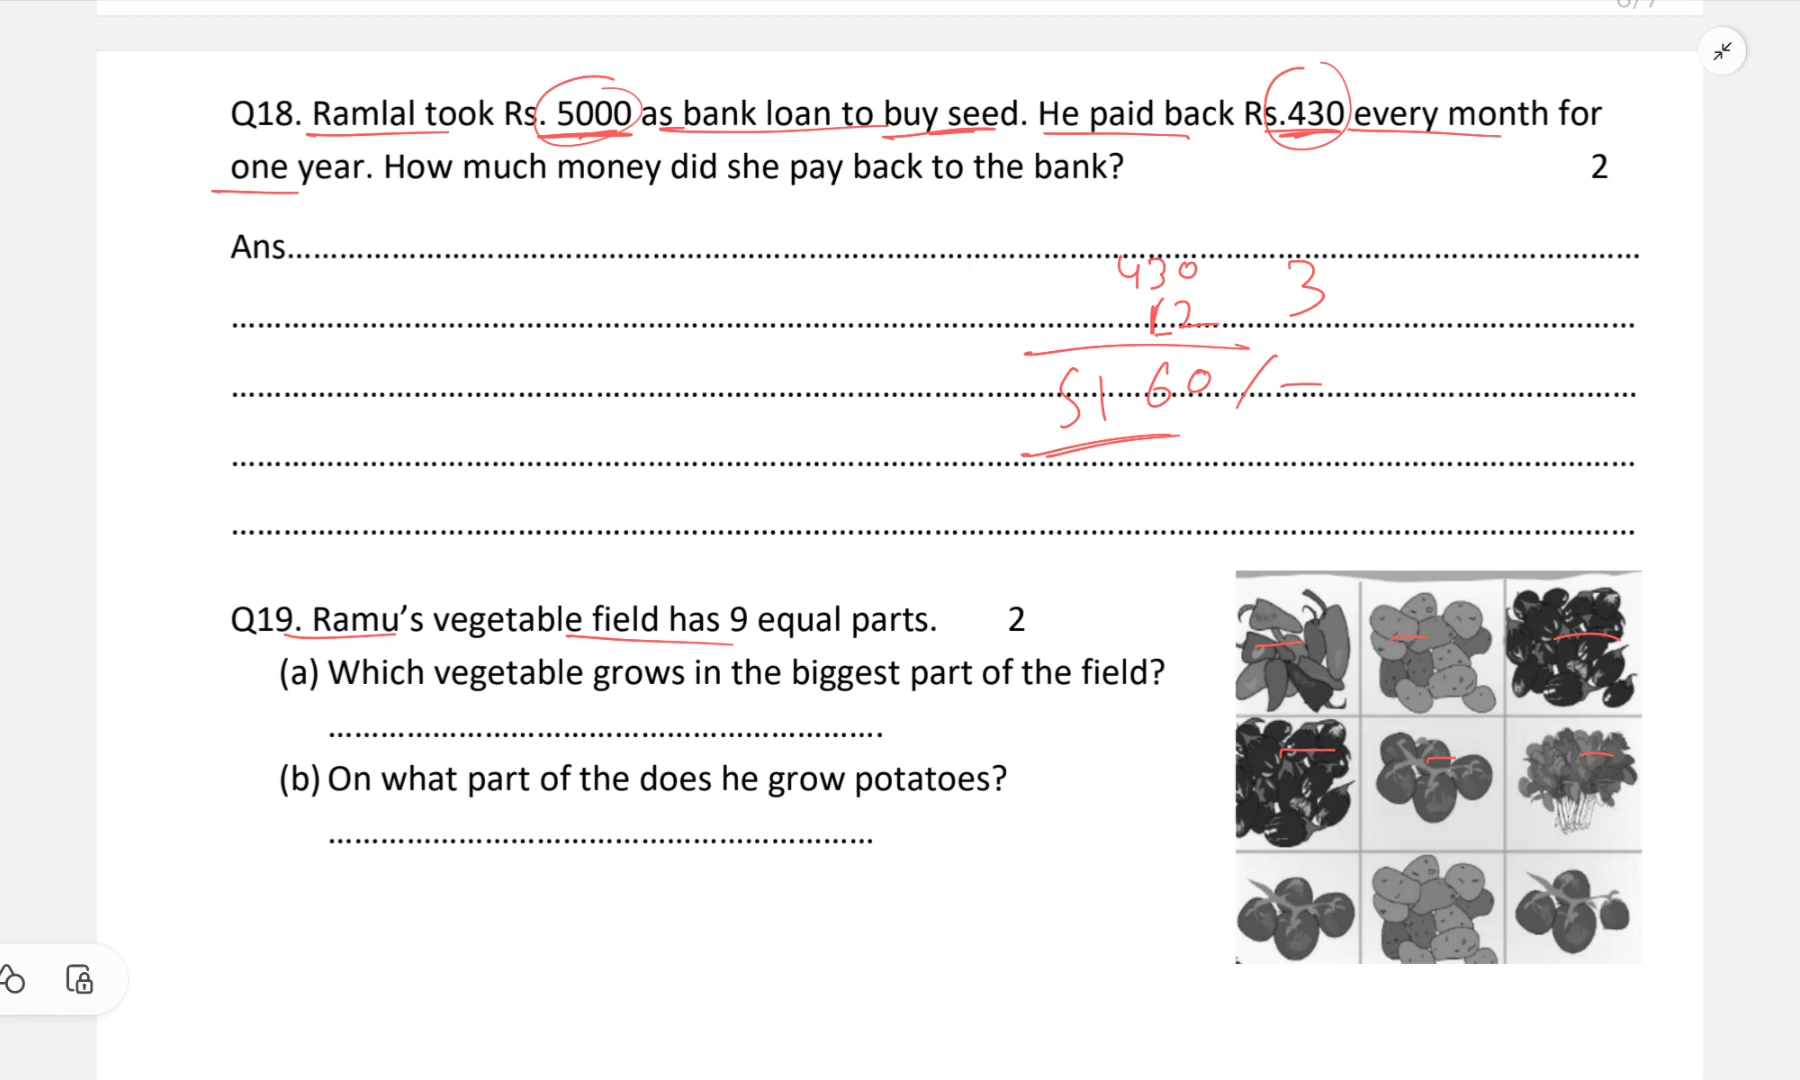 Q18. Ramlal took Rs. 5000 as bank loan to buy seed. He paid back Rs.430 every month for
one year. How much money did she pay back to the bank? 2
Ans.......................................................
430 3
12
5160/-
Q19. Ramu’s vegetable field has 9 equal parts. 2
(a) Which vegetable grows in the biggest part of the field?
(b) On what part of the does he grow potatoes?